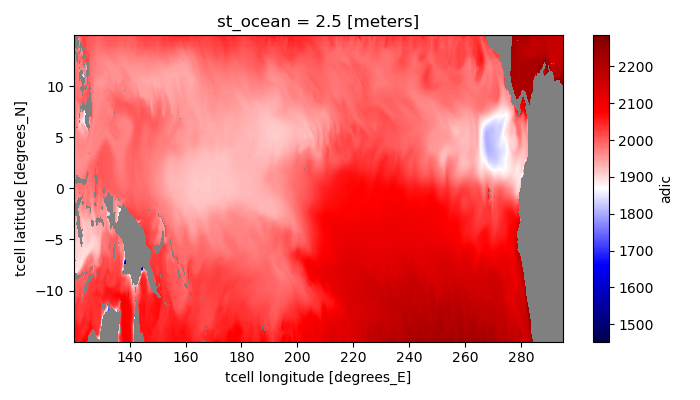 st_ocean = 2.5 [meters]
tcell latitude [degrees_N]
10
5
0
−5
−10
140 160 180 200 220 240 260 280
tcell longitude [degrees_E]
2200
2100
2000
1900
1800
1700
1600
1500
adic